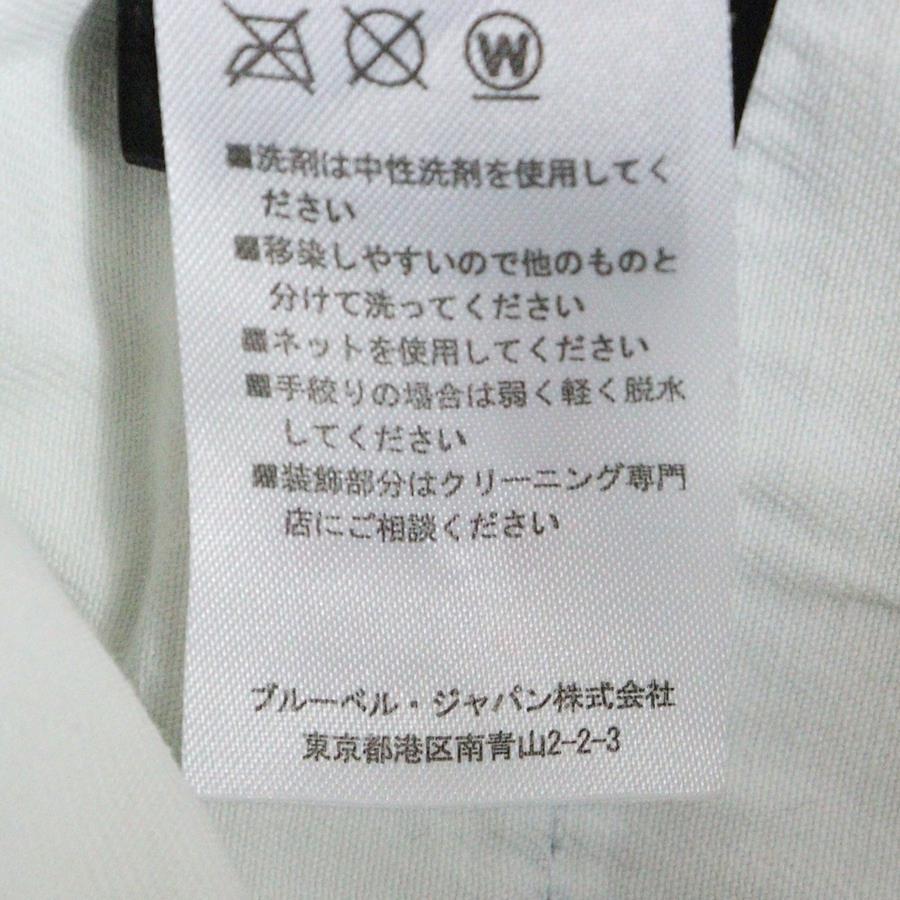 W
■洗剤は中性洗剤を使用してく
ださい
■移染しやすいので他のものと
分けて洗ってください
■ネットを使用してください
■手絞りの場合は弱く軽く脱水
してください
■装飾部分はクリーニング専門
店にご相談ください
ブルーベル・ジャパン株式会社
東京都港区南青山2-2-3